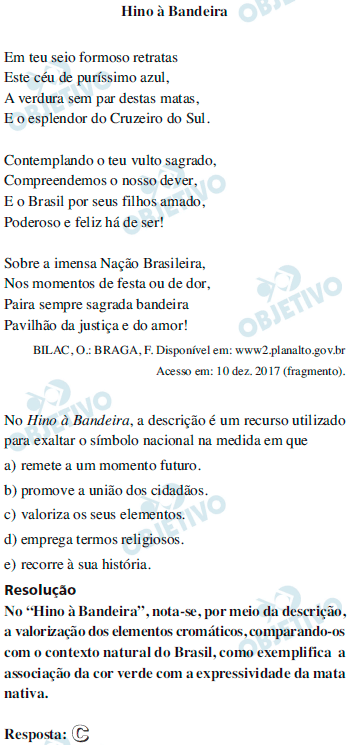 Hino à Bandeira
Em teu seio formoso retratas
Este céu de puríssimo azul,
A verdura sem par destas matas,
E o esplendor do Cruzeiro do Sul.
Contemplando o teu vulto sagrado,
Compreendemos o nosso dever,
E o Brasil por seus filhos amado,
Poderoso e feliz há de ser!
Sobre a imensa Nação Brasileira,
Nos momentos de festa ou de dor,
Paira sempre sagrada bandeira
Pavilhão da justiça e do amor!
BILAC, O.: BRAGA, F. Disponível em: www2.planalto.gov.br
Acesso em: 10 dez. 2017 (fragmento).
No Hino à Bandeira, a descrição é um recurso utilizado
para exaltar o símbolo nacional na medida em que
a) remete a um momento futuro.
b) promove a união dos cidadãos.
c) valoriza os seus elementos.
d) emprega termos religiosos.
e) recorre à sua história.
Resolução
No “Hino à Bandeira”, nota-se, por meio da descrição,
a valorização dos elementos cromáticos, comparando-os
com o contexto natural do Brasil, como exemplifica a
associação da cor verde com a expressividade da mata
nativa.
Resposta: C
OBJETIVO
OBJETIVO
OBJETIVO
OBJETIVO
OBJETIVO
OBJETIVO
OBJETIVO